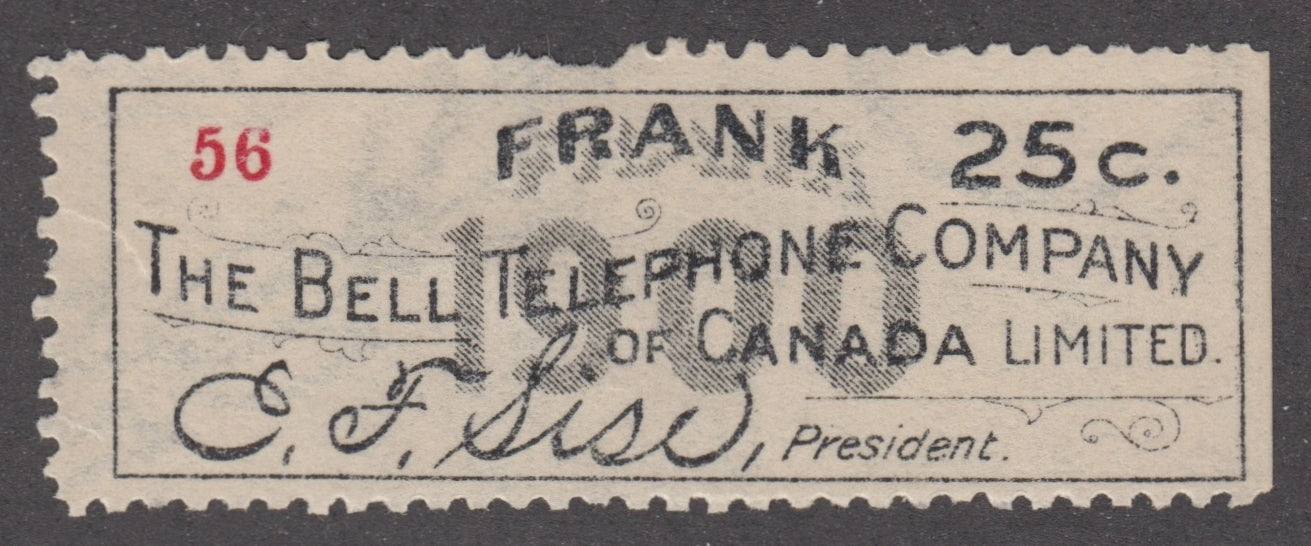 56
FRANK 25c.
1900
THE BELL TELEPHONE COMPANY
OF CANADA LIMITED.
E. F. Sise, President.